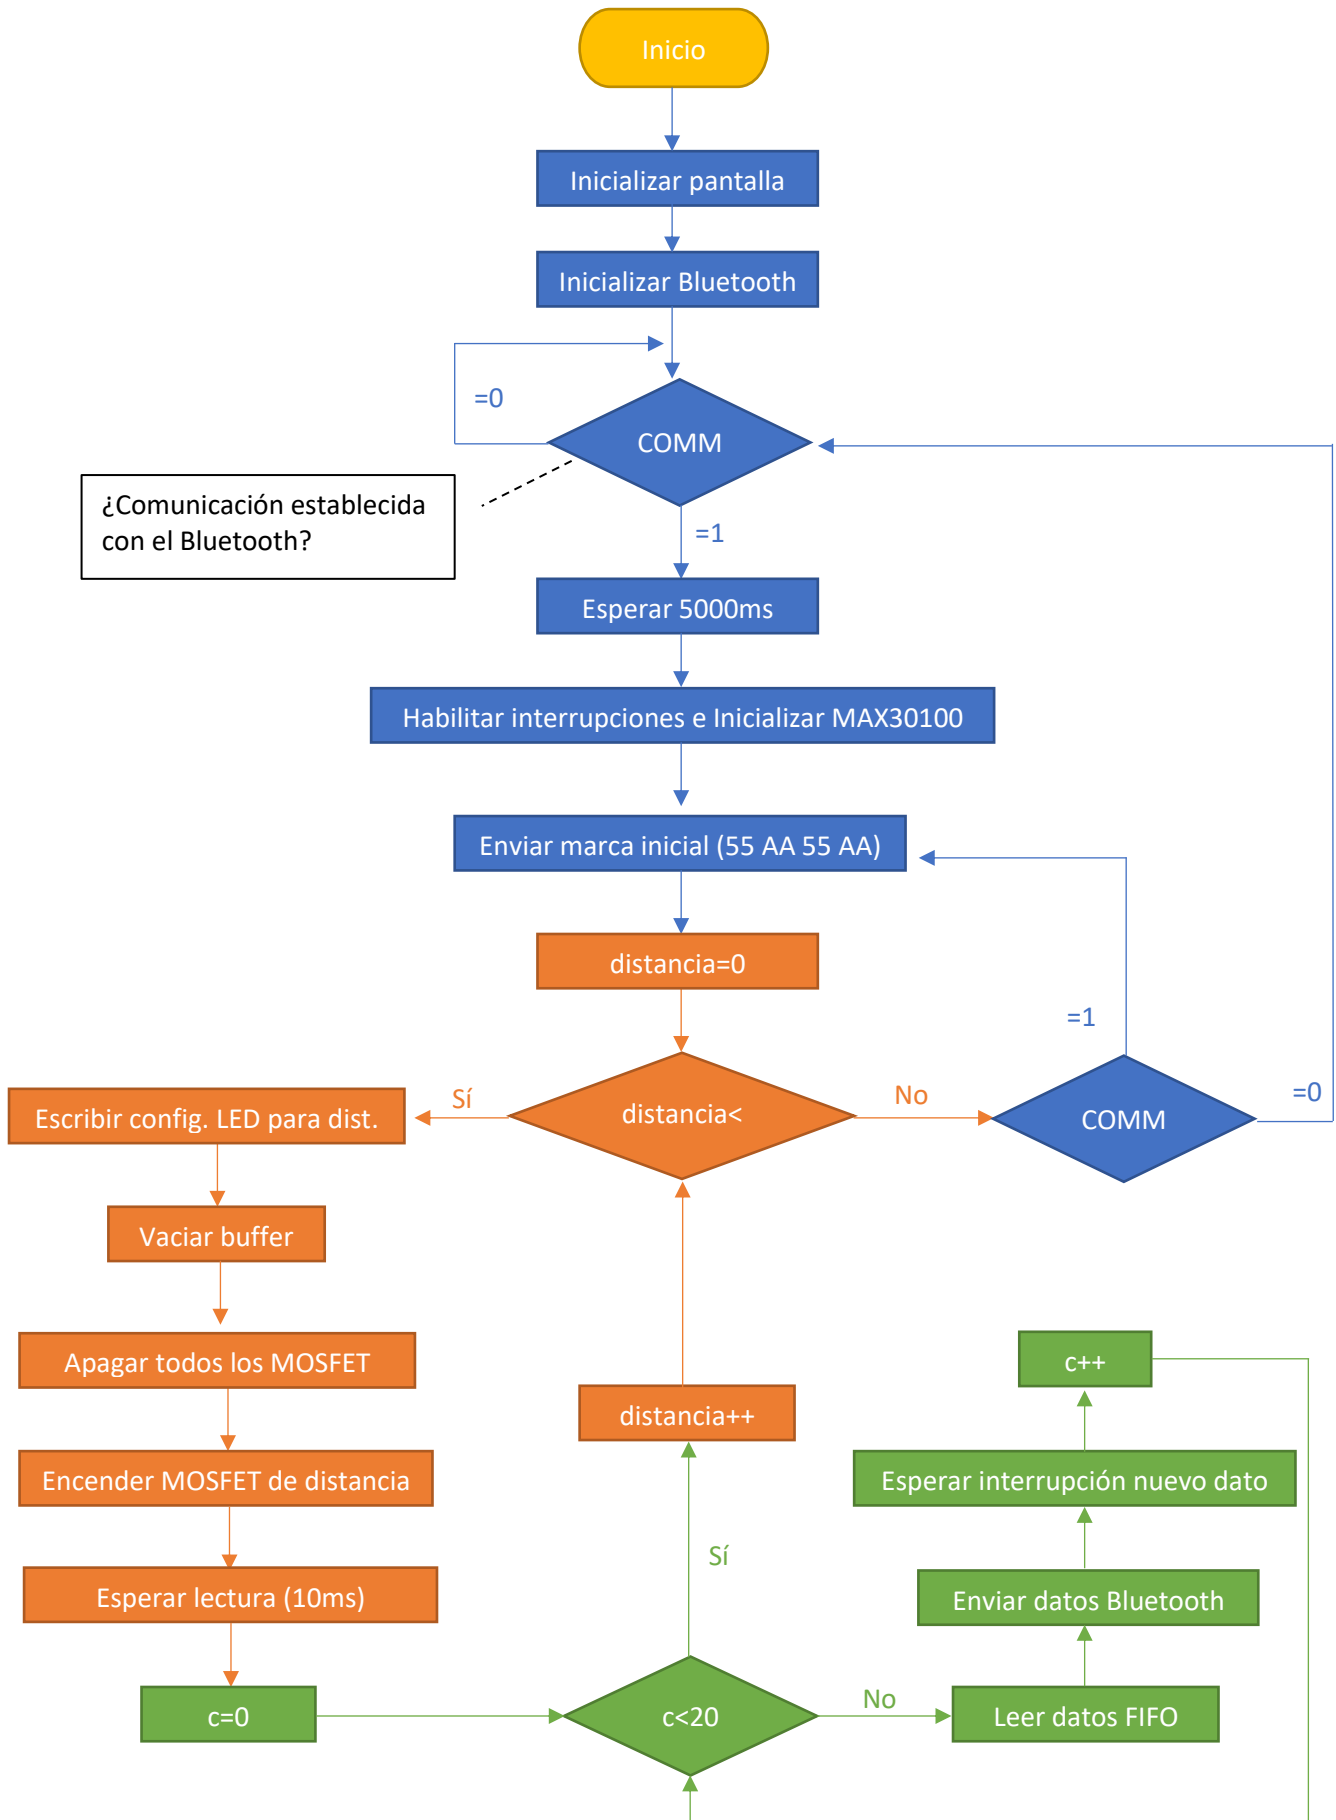 Inicio
Inicializar pantalla
Inicializar Bluetooth
=0
COMM
¿Comunicación establecida
con el Bluetooth?
=1
Esperar 5000ms
Habilitar interrupciones e Inicializar MAX30100
Enviar marca inicial (55 AA 55 AA)
distancia=0
=1
=0
Sí
No
Escribir config. LED para dist.
distancia<
COMM
Vaciar buffer
Apagar todos los MOSFET
c++
distancia++
Encender MOSFET de distancia
Esperar interrupción nuevo dato
Sí
Esperar lectura (10ms)
Enviar datos Bluetooth
No
c=0
c<20
Leer datos FIFO